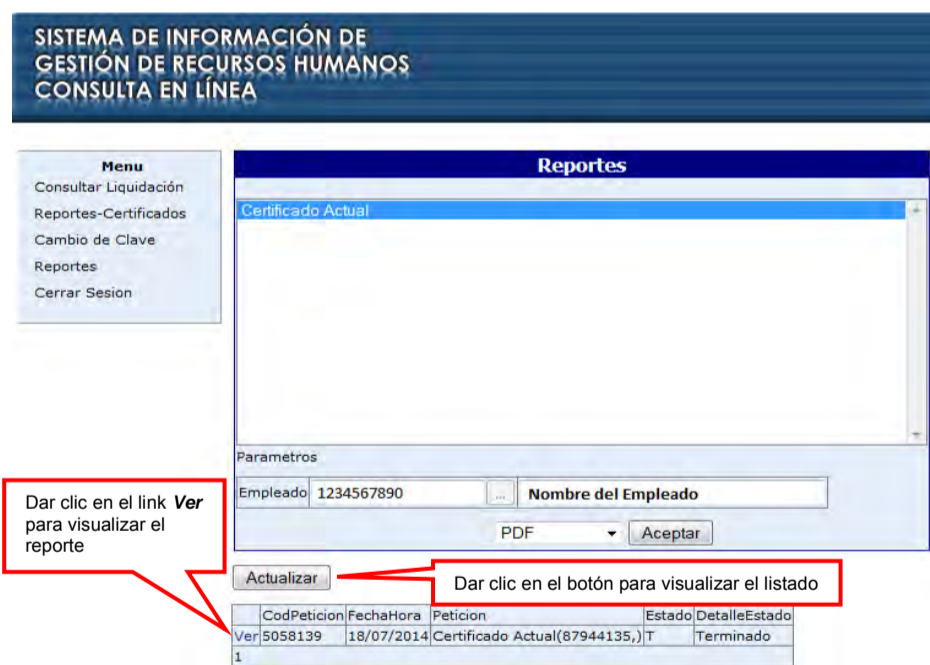 SISTEMA DE INFORMACIÓN DE
GESTIÓN DE RECURSOS HUMANOS
CONSULTA EN LÍNEA
Menu
Consultar Liquidación
Reportes-Certificados
Cambio de Clave
Reportes
Cerrar Sesion
Reportes
Certificado Actual
Parametros
Empleado 1234567890 ... Nombre del Empleado
PDF Aceptar
Dar clic en el link Ver
para visualizar el
reporte
Actualizar
Dar clic en el botón para visualizar el listado
CodPeticion FechaHora Peticion Estado DetalleEstado
Ver 5058139 18/07/2014 Certificado Actual(87944135,) T Terminado
1